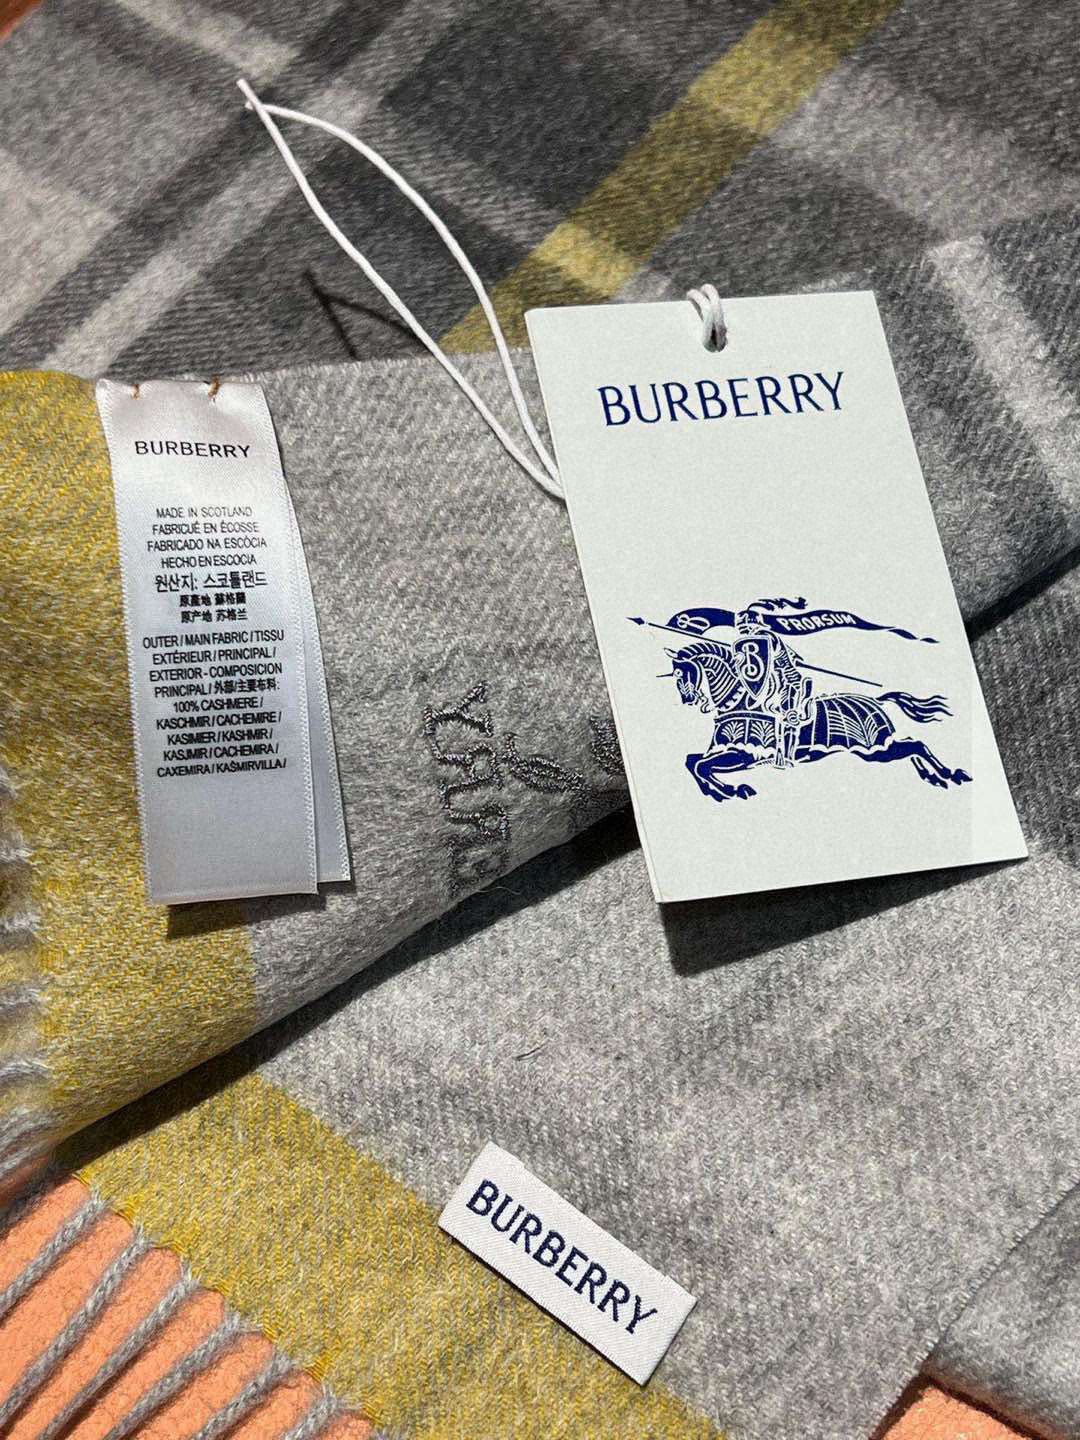 BURBERRY
MADE IN SCOTLAND
FABRIQUÉ EN ÉCOSSE
FABRICADO NA ESCÓCIA
HECHO EN ESCOCIA
원산지: 스코틀랜드
原產地 蘇格蘭
原产地 苏格兰
OUTER / MAIN FABRIC / TISSU
EXTÉRIEUR / PRINCIPAL /
EXTERIOR - COMPOSICION
PRINCIPAL / 外部/主要布料:
100% CASHMERE /
KASCHMIR / CACHEMIRE /
KASIMIER / KASHMIR /
KASJMIR / CACHEMIRA /
CAXEMIRA / KAŠMIRVILLA /
BURBERRY
PRORSUM
B
BURBERRY